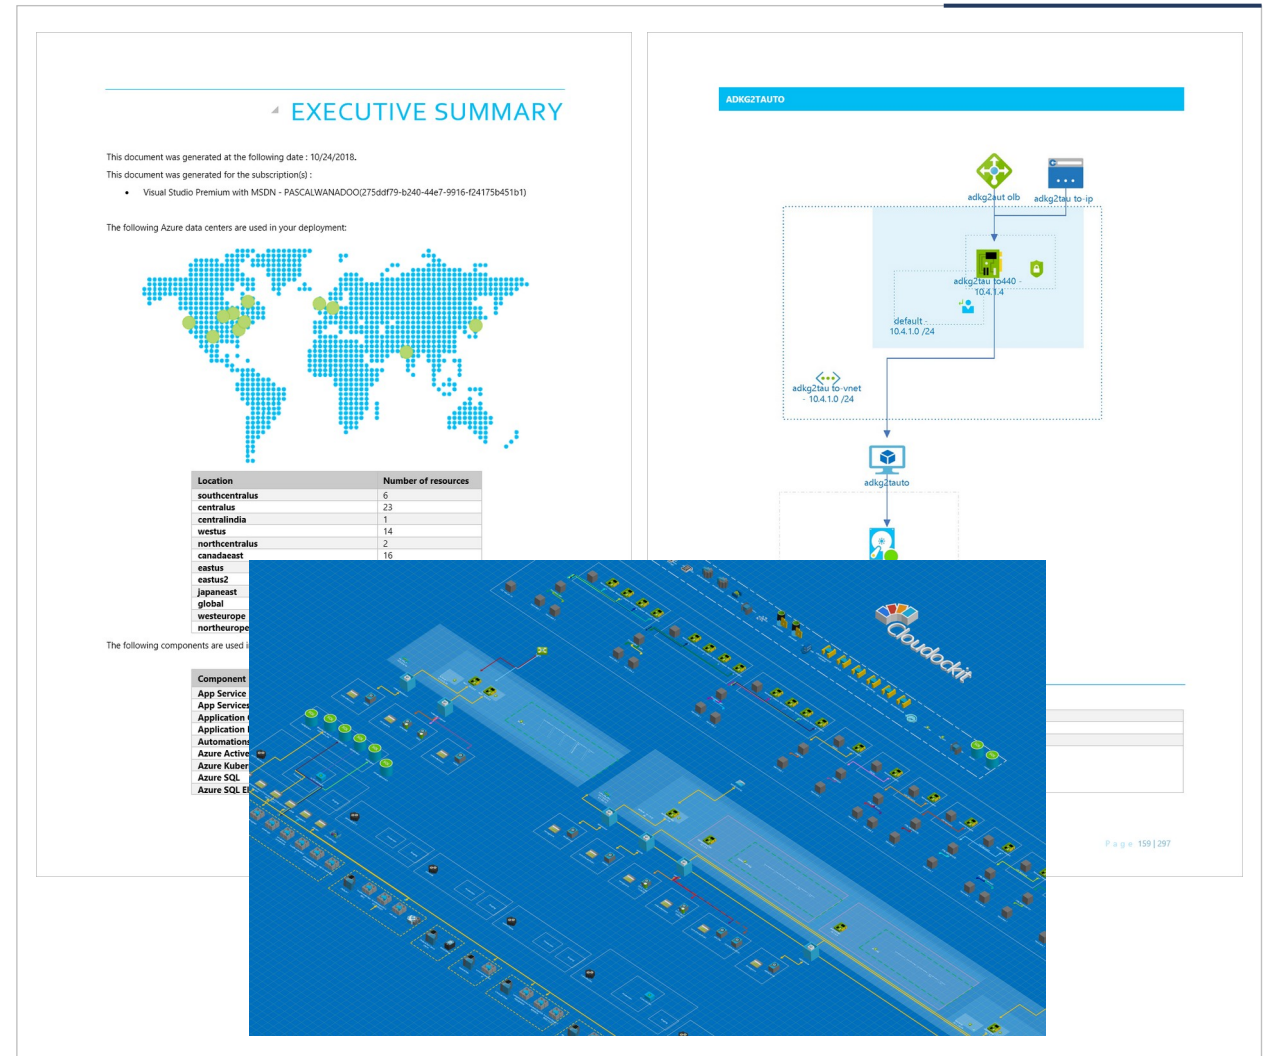 EXECUTIVE SUMMARY
This document was generated at the following date : 10/24/2018.
This document was generated for the subscription(s) :
• Visual Studio Premium with MSDN - PASCALWANADOO(275ddf79-b240-44e7-9916-f24175b451b1)
The following Azure data centers are used in your deployment:
Location Number of resources
southcentralus 6
centralus 23
centralindia 1
westus 14
northcentralus 2
canadaeast 16
eastus
eastus2
japaneast
global
westeurope
northeurope
The following components are used i
Component
App Service
App Services
Application
Application
Automations
Azure Active
Azure Kuber
Azure SQL
Azure SQL El
ADKG2TAUTO
adkg2aut olb
adkg2tau to-ip
adkg2tau to440 -
10.4.1.4
default -
10.4.1.0 /24
adkg2tau to-vnet
- 10.4.1.0 /24
adkg2tauto
Cloudockit
Page 159 | 297